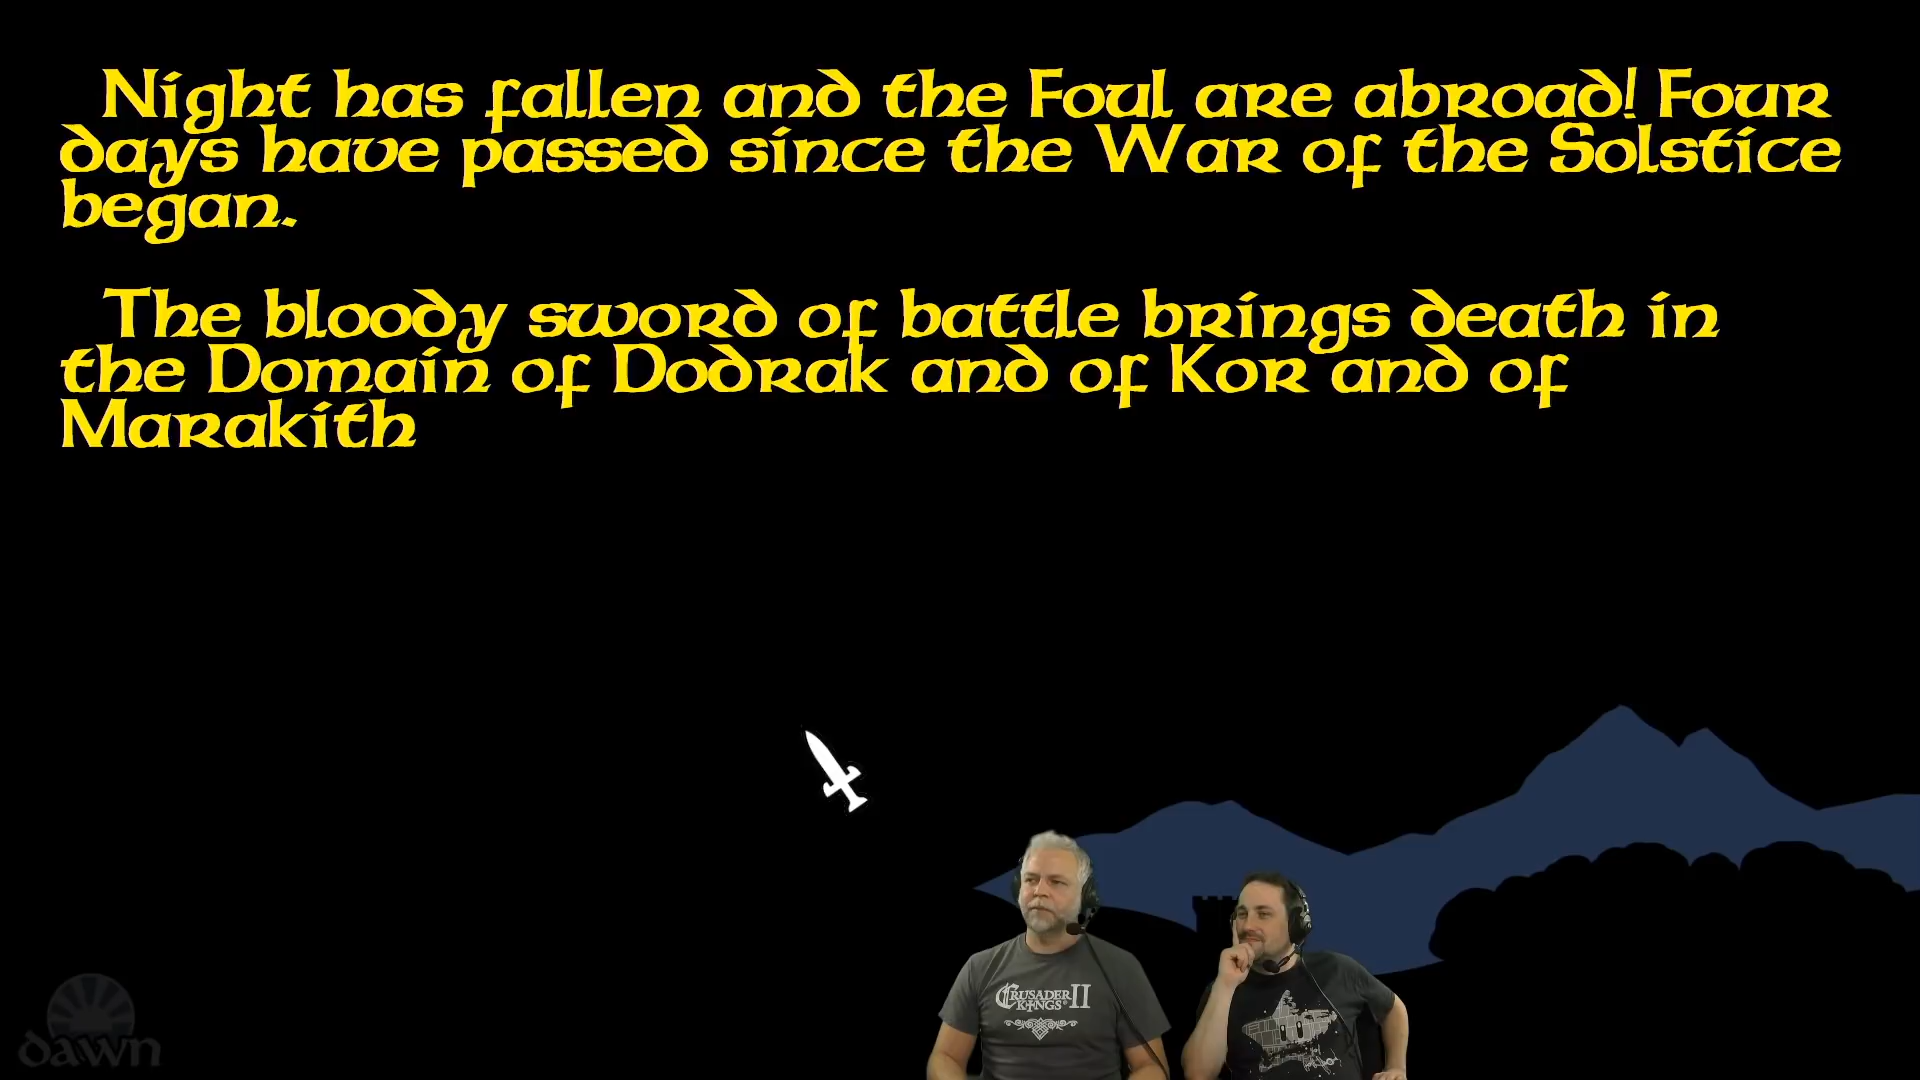 Night has fallen and the Foul are abroad! Four
days have passed since the War of the Solstice
began.
The bloody sword of battle brings death in
the Domain of Dodrak and of Kor and of
Marakith
Crusader
Kings II
dawn